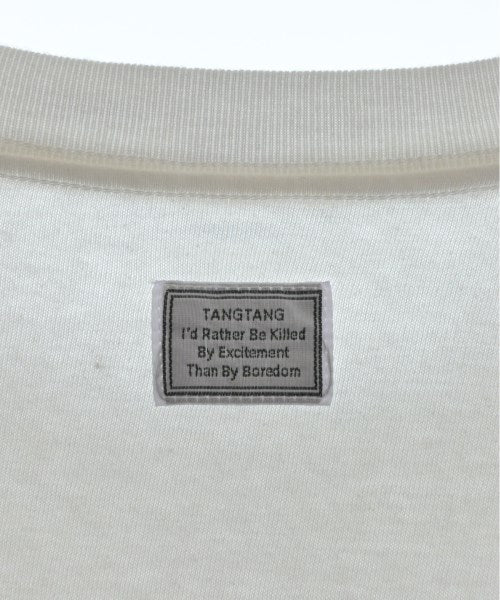 TANGTANG
I'd Rather Be Killed
By Excitement
Than By Boredom